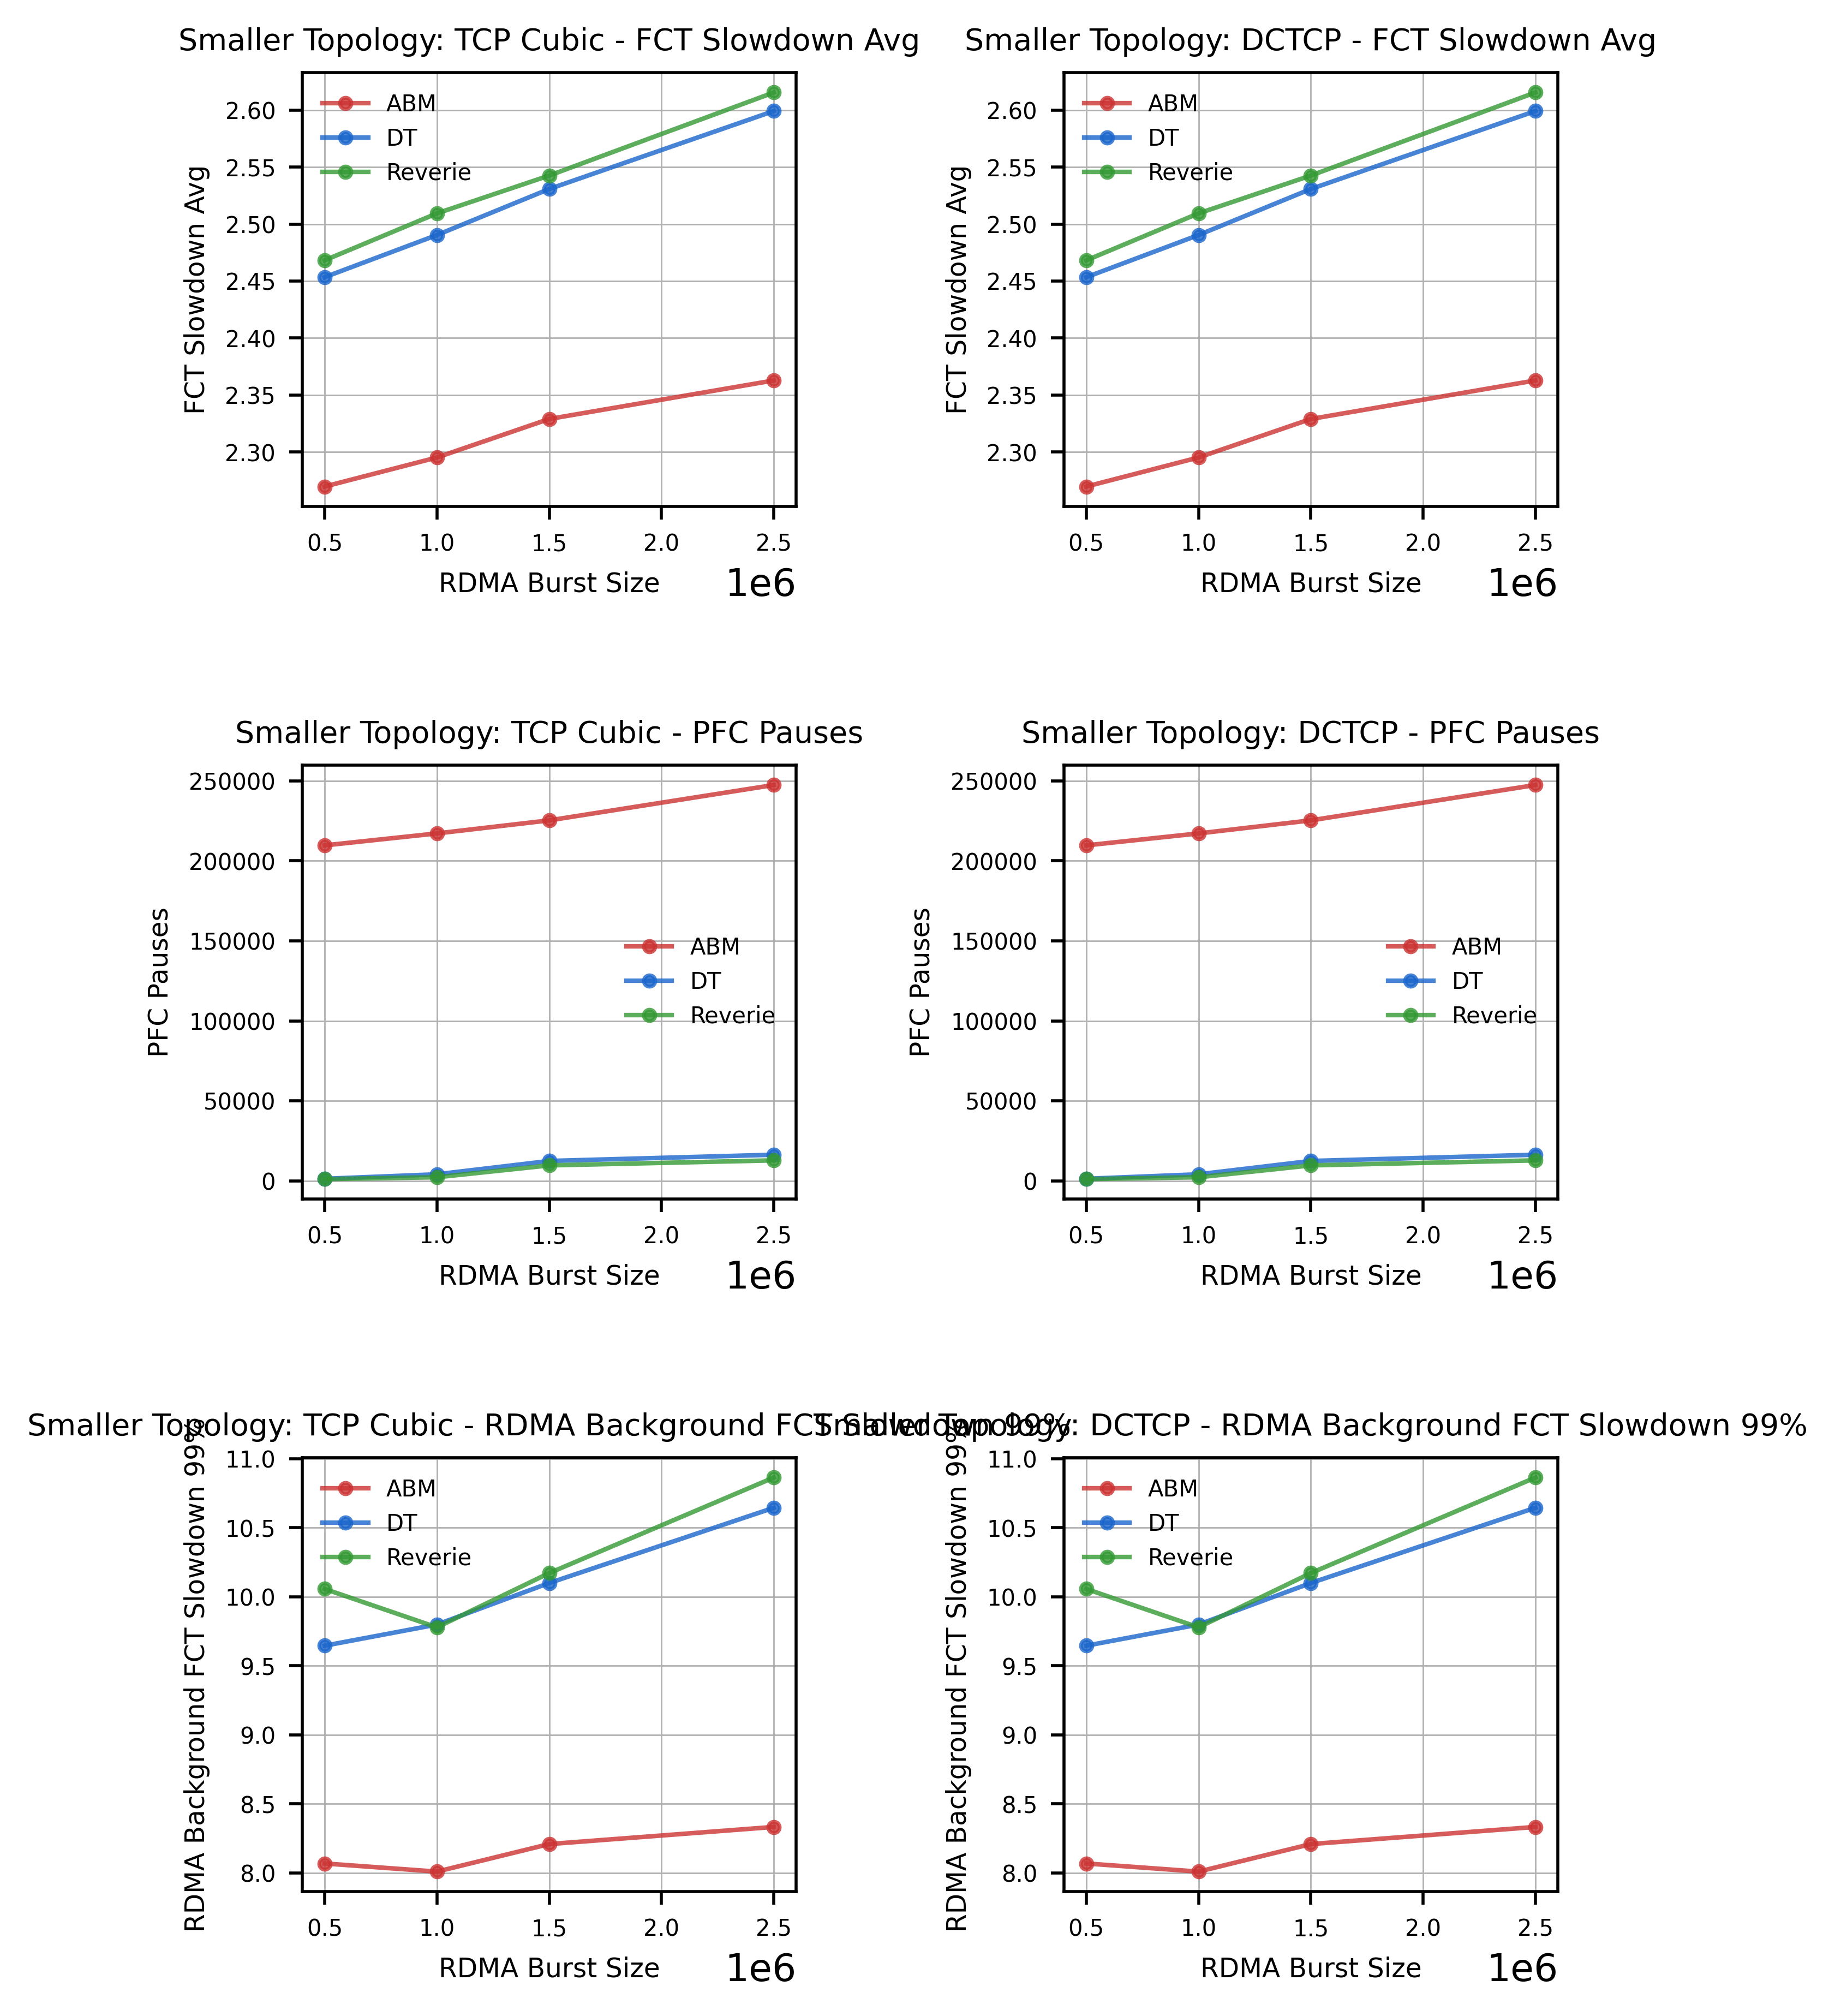 Smaller Topology: TCP Cubic - FCT Slowdown Avg
FCT Slowdown Avg
2.60
2.55
2.50
2.45
2.40
2.35
2.30
ABM
DT
Reverie
0.5 1.0 1.5 2.0 2.5
RDMA Burst Size 1e6
Smaller Topology: DCTCP - FCT Slowdown Avg
FCT Slowdown Avg
2.60
2.55
2.50
2.45
2.40
2.35
2.30
ABM
DT
Reverie
0.5 1.0 1.5 2.0 2.5
RDMA Burst Size 1e6
Smaller Topology: TCP Cubic - PFC Pauses
PFC Pauses
250000
200000
150000
100000
50000
0
ABM
DT
Reverie
0.5 1.0 1.5 2.0 2.5
RDMA Burst Size 1e6
Smaller Topology: DCTCP - PFC Pauses
PFC Pauses
250000
200000
150000
100000
50000
0
ABM
DT
Reverie
0.5 1.0 1.5 2.0 2.5
RDMA Burst Size 1e6
Smaller Topology: TCP Cubic - RDMA Background FCT Slowdown 99%
RDMA Background FCT Slowdown 99%
11.0
10.5
10.0
9.5
9.0
8.5
8.0
ABM
DT
Reverie
0.5 1.0 1.5 2.0 2.5
RDMA Burst Size 1e6
Smaller Topology: DCTCP - RDMA Background FCT Slowdown 99%
RDMA Background FCT Slowdown 99%
11.0
10.5
10.0
9.5
9.0
8.5
8.0
ABM
DT
Reverie
0.5 1.0 1.5 2.0 2.5
RDMA Burst Size 1e6